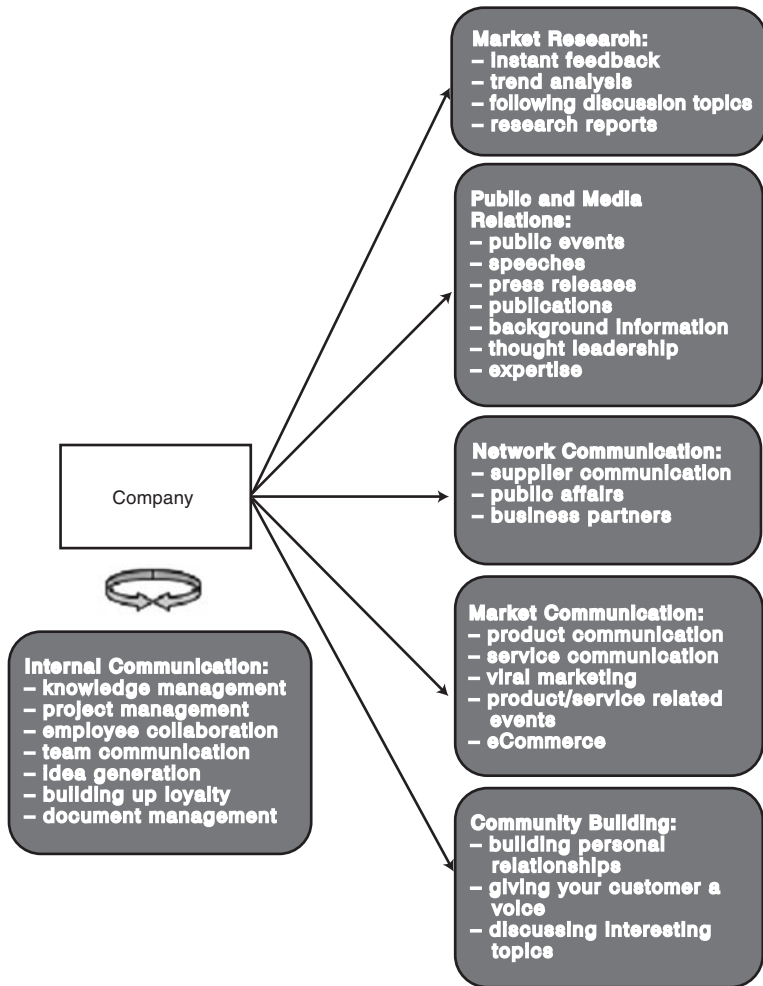 Market Research:
– instant feedback
– trend analysis
– following discussion topics
– research reports
Public and Media
Relations:
– public events
– speeches
– press releases
– publications
– background information
– thought leadership
– expertise
Network Communication:
– supplier communication
– public affairs
– business partners
Company
Market Communication:
– product communication
– service communication
– viral marketing
– product/service related
events
– eCommerce
Internal Communication:
– knowledge management
– project management
– employee collaboration
– team communication
– idea generation
– building up loyalty
– document management
Community Building:
– building personal
relationships
– giving your customer a
voice
– discussing interesting
topics